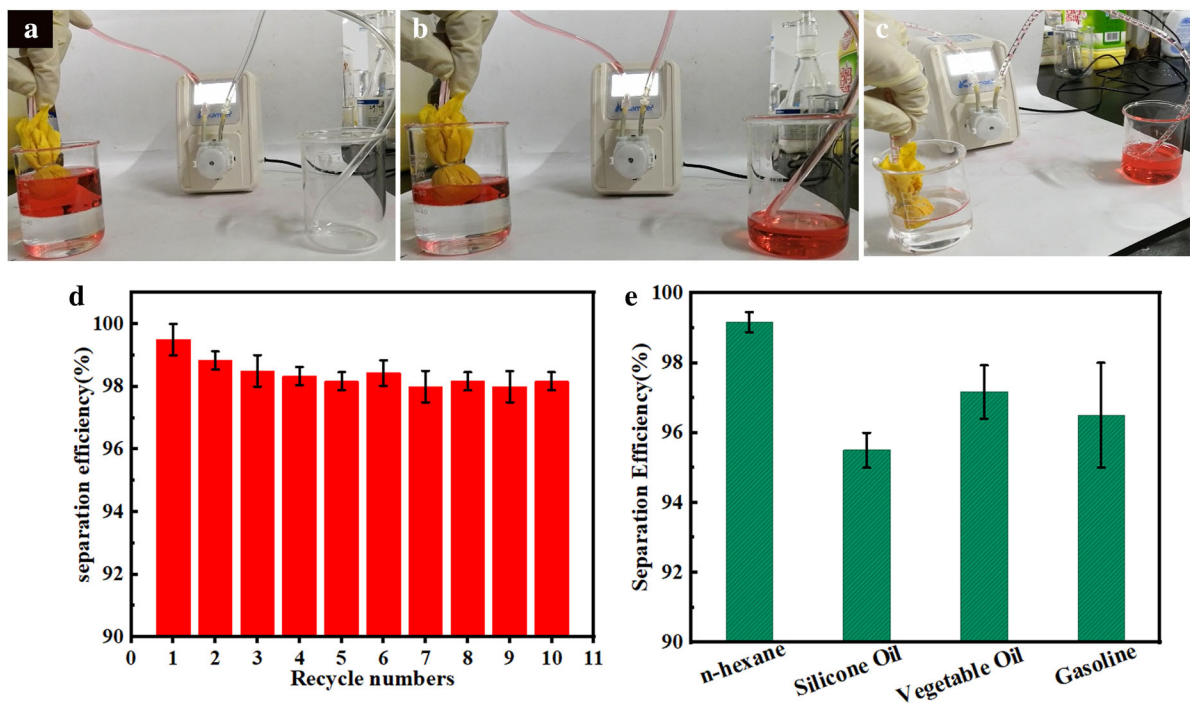 a
b
c
d
100
98
96
94
92
90
separation efficiency(%)
0 1 2 3 4 5 6 7 8 9 10 11
Recycle numbers
e
100
98
96
94
92
90
Separation Efficiency(%)
n-hexane
Silicone Oil
Vegetable Oil
Gasoline